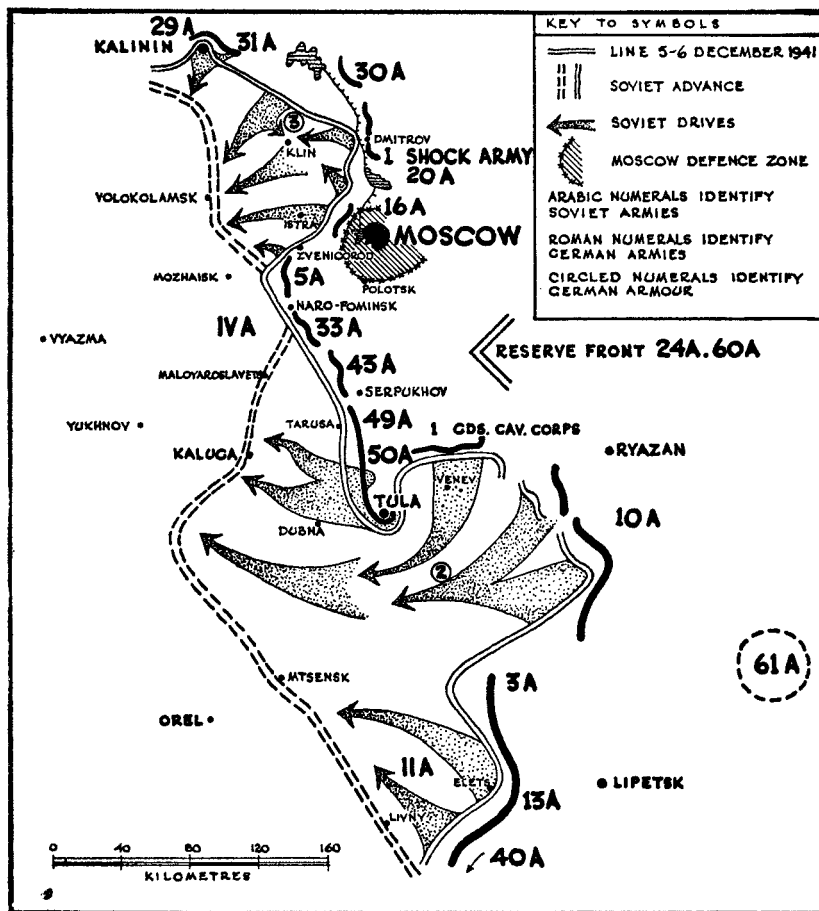 KEY TO SYMBOLS
LINE 5-6 DECEMBER 1941
SOVIET ADVANCE
SOVIET DRIVES
MOSCOW DEFENCE ZONE
ARABIC NUMERALS IDENTIFY
SOVIET ARMIES
ROMAN NUMERALS IDENTIFY
GERMAN ARMIES
CIRCLED NUMERALS IDENTIFY
GERMAN ARMOUR
29A
31A
KALININ
30A
3
KLIN
DMITROV
1 SHOCK ARMY
20A
VOLOKOLAMSK
16A
ISTRA
MOSCOW
ZVENIGOROD
MOZHAISK
5A
POLOTSK
NARO-FOMINSK
IVA
33A
VYAZMA
RESERVE FRONT 24A.60A
43A
MALOYAROSLAVETS
SERPUKHOV
49A
YUKHNOV
TARUSA
1 GDS. CAV. CORPS
KALUGA
50A
RYAZAN
VENEV
TULA
10A
DUBNA
2
61A
MTSENSK
3A
OREL
11A
ELETS
LIPETSK
13A
LIVNY
40A
0 40 80 120 160
KILOMETRES